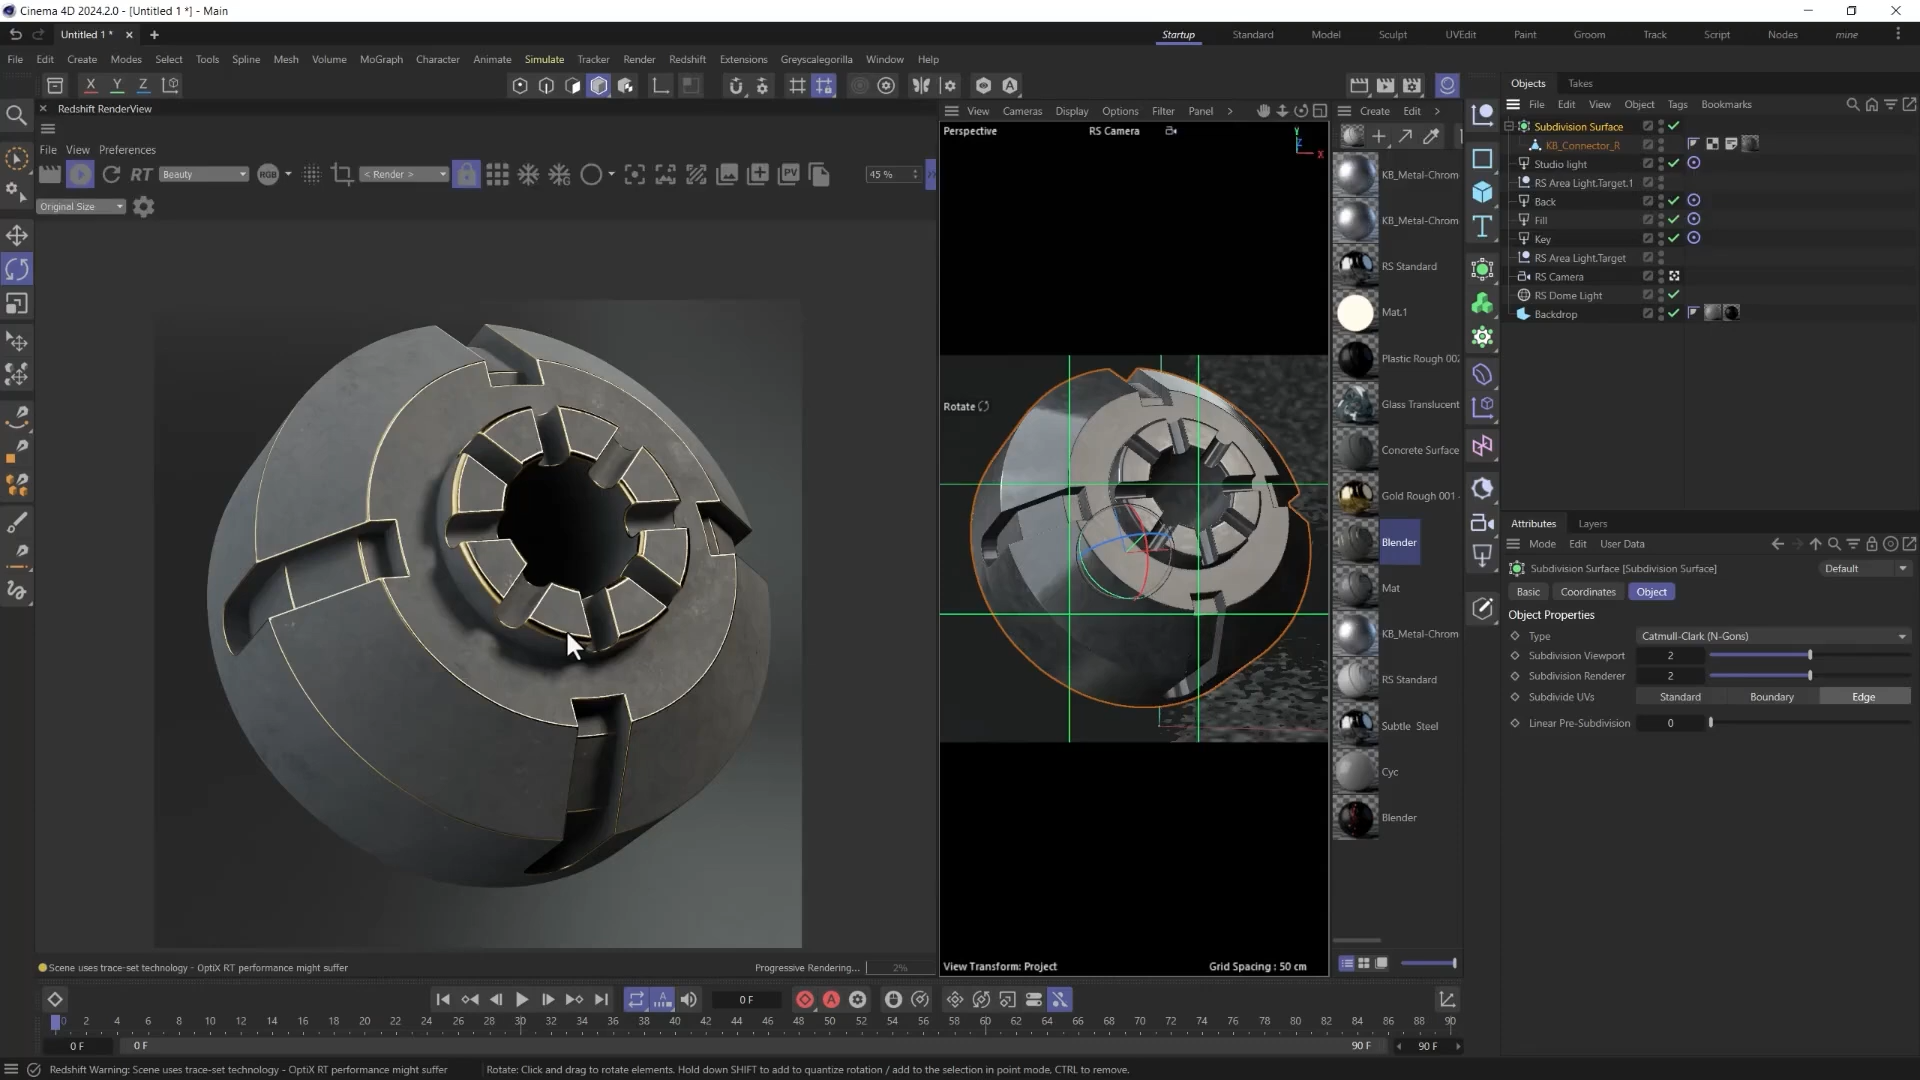 Cinema 4D 2024.2.0 - [Untitled 1 *] - Main
Untitled 1 *
Startup Standard Model Sculpt UVEdit Paint Groom Track Script Nodes mine
File Edit Create Modes Select Tools Spline Mesh Volume MoGraph Character Animate Simulate Tracker Render Redshift Extensions Greyscalegorilla Window Help
X Y Z
Redshift RenderView
File View Preferences
RT Beauty RGB < Render > PV 45 %
Original Size
Scene uses trace-set technology - OptiX RT performance might suffer
Progressive Rendering... 2%
View Cameras Display Options Filter Panel
Perspective RS Camera
Y
Z
X
Rotate
View Transform: Project Grid Spacing : 50 cm
Create Edit
KB_Metal-Chrom
KB_Metal-Chrom
RS Standard
Mat.1
Plastic Rough 002
Glass Translucent
Concrete Surface
Gold Rough 001
Blender
Mat
KB_Metal-Chrom
RS Standard
Subtle Steel
Cyc
Blender
Objects Takes
File Edit View Object Tags Bookmarks
Subdivision Surface
KB_Connector_R
Studio light
RS Area Light.Target.1
Back
Fill
Key
RS Area Light.Target
RS Camera
RS Dome Light
Backdrop
Attributes Layers
Mode Edit User Data
Subdivision Surface [Subdivision Surface] Default
Basic Coordinates Object
Object Properties
Type Catmull-Clark (N-Gons)
Subdivision Viewport 2
Subdivision Renderer 2
Subdivide UVs Standard Boundary Edge
Linear Pre-Subdivision 0
0 F
0 2 4 6 8 10 12 14 16 18 20 22 24 26 28 30 32 34 36 38 40 42 44 46 48 50 52 54 56 58 60 62 64 66 68 70 72 74 76 78 80 82 84 86 88 90
0 F 0 F 90 F 90 F
Redshift Warning: Scene uses trace-set technology - OptiX RT performance might suffer Rotate: Click and drag to rotate elements. Hold down SHIFT to add to quantize rotation / add to the selection in point mode, CTRL to remove.